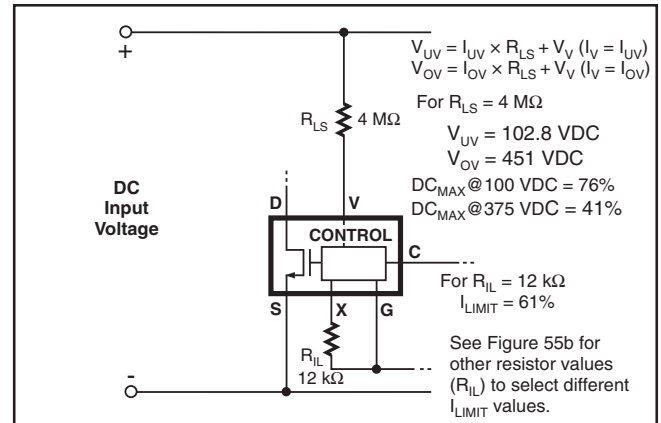 +
V_UV = I_UV × R_LS + V_V (I_V = I_UV)
V_OV = I_OV × R_LS + V_V (I_V = I_OV)
For R_LS = 4 MΩ
V_UV = 102.8 VDC
V_OV = 451 VDC
DC_MAX@100 VDC = 76%
DC_MAX@375 VDC = 41%
R_LS 4 MΩ
DC
Input
Voltage
D
V
CONTROL
C
For R_IL = 12 kΩ
I_LIMIT = 61%
S
X
G
R_IL
12 kΩ
See Figure 55b for
other resistor values
(R_IL) to select different
I_LIMIT values.
-